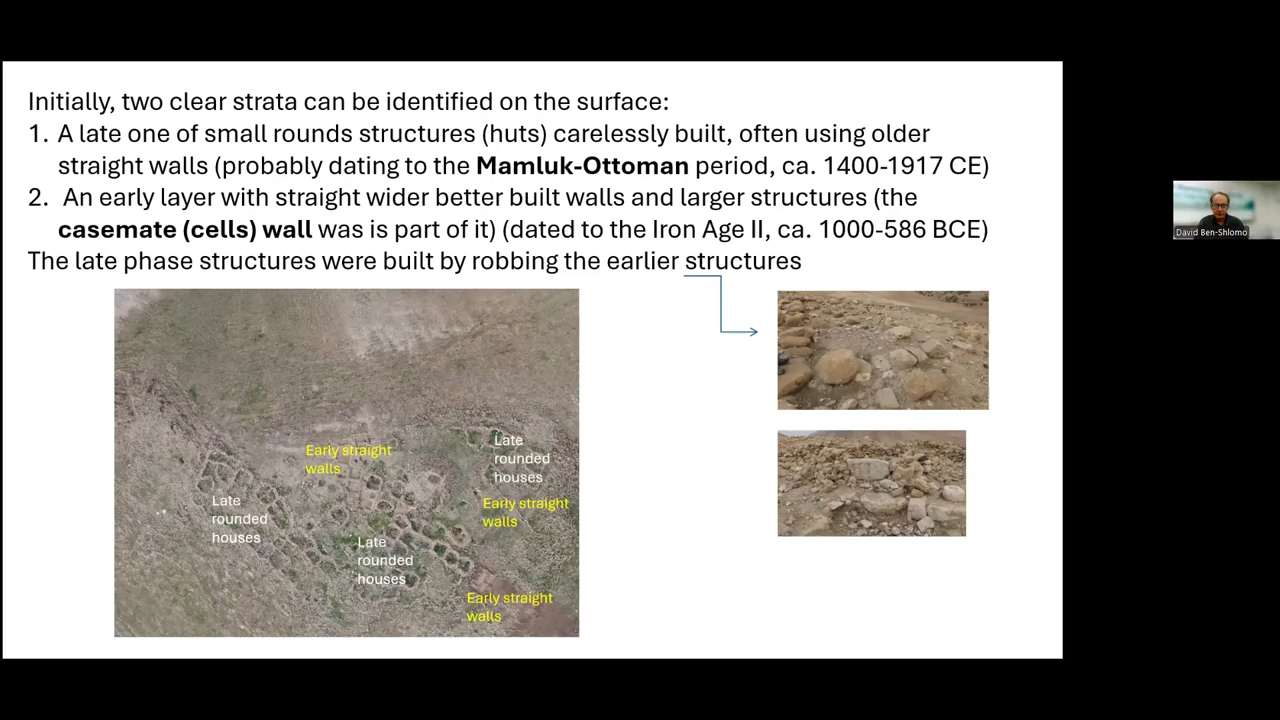 Initially, two clear strata can be identified on the surface:
1. A late one of small rounds structures (huts) carelessly built, often using older
straight walls (probably dating to the Mamluk-Ottoman period, ca. 1400-1917 CE)
2. An early layer with straight wider better built walls and larger structures (the
casemate (cells) wall was is part of it) (dated to the Iron Age II, ca. 1000-586 BCE)
The late phase structures were built by robbing the earlier structures
Early straight
walls
Late
rounded
houses
Late
rounded
houses
Early straight
walls
Late
rounded
houses
Early straight
walls
David Ben-Shlomo